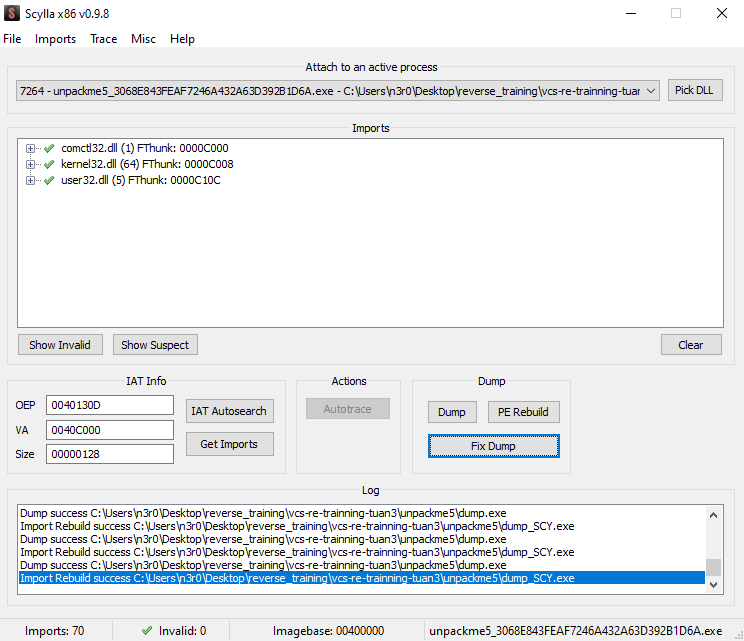 Scylla x86 v0.9.8
File Imports Trace Misc Help
Attach to an active process
7264 - unpackme5_3068E843FEAF7246A432A63D392B1D6A.exe - C:\Users\n3r0\Desktop\reverse_training\vcs-re-trainning-tuar
Pick DLL
Imports
comctl32.dll (1) FThunk: 0000C000
kernel32.dll (64) FThunk: 0000C008
user32.dll (5) FThunk: 0000C10C
Show Invalid Show Suspect Clear
IAT Info
OEP 0040130D
VA 0040C000
Size 00000128
IAT Autosearch
Get Imports
Actions
Autotrace
Dump
Dump PE Rebuild
Fix Dump
Log
Dump success C:\Users\n3r0\Desktop\reverse_training\vcs-re-trainning-tuan3\unpackme5\dump.exe
Import Rebuild success C:\Users\n3r0\Desktop\reverse_training\vcs-re-trainning-tuan3\unpackme5\dump_SCY.exe
Dump success C:\Users\n3r0\Desktop\reverse_training\vcs-re-trainning-tuan3\unpackme5\dump.exe
Import Rebuild success C:\Users\n3r0\Desktop\reverse_training\vcs-re-trainning-tuan3\unpackme5\dump_SCY.exe
Dump success C:\Users\n3r0\Desktop\reverse_training\vcs-re-trainning-tuan3\unpackme5\dump.exe
Import Rebuild success C:\Users\n3r0\Desktop\reverse_training\vcs-re-trainning-tuan3\unpackme5\dump_SCY.exe
Imports: 70 Invalid: 0 Imagebase: 00400000 unpackme5_3068E843FEAF7246A432A63D392B1D6A.exe